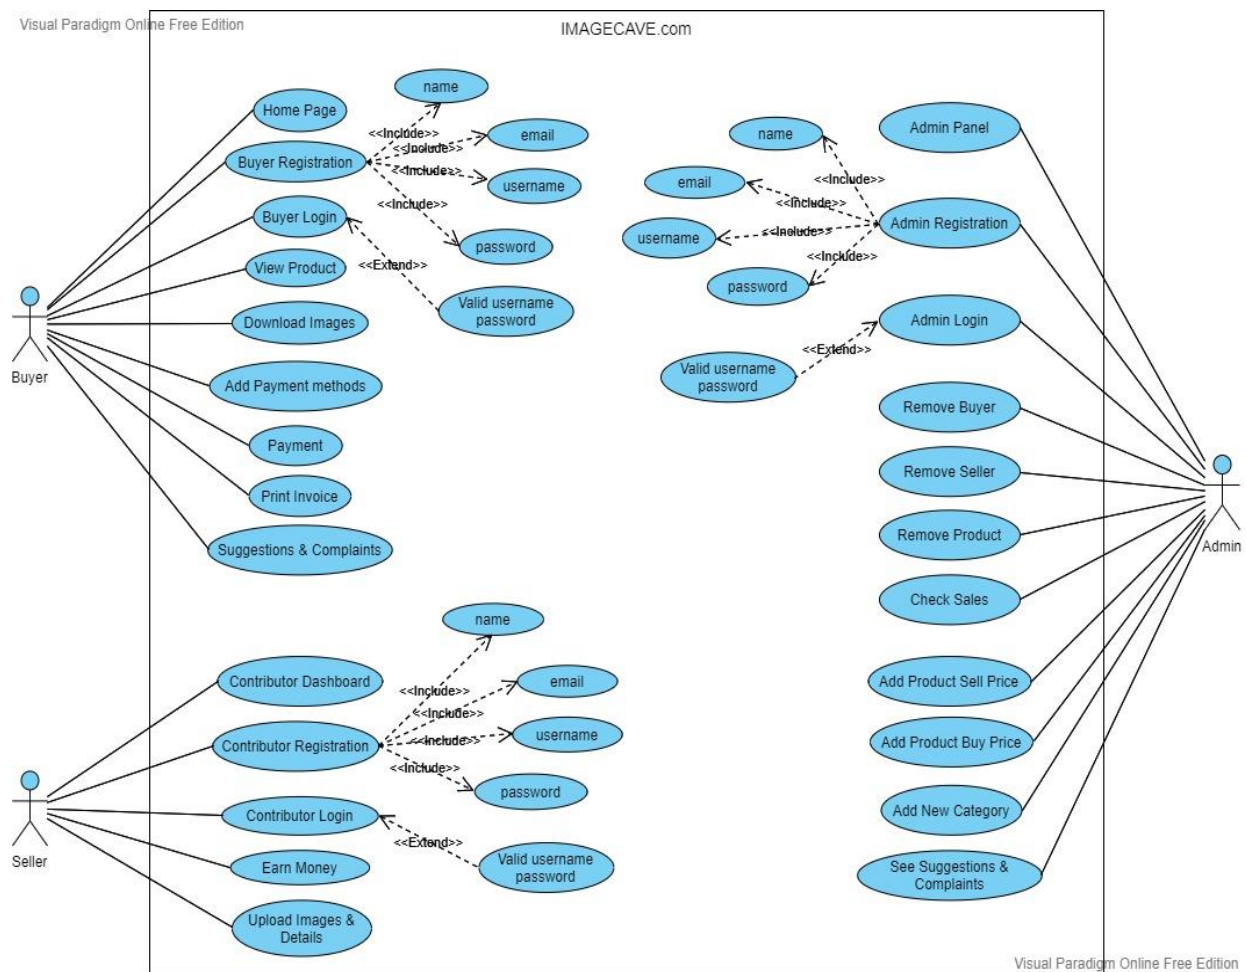 Visual Paradigm Online Free Edition
IMAGECAVE.com
Home Page
Buyer Registration
Buyer Login
View Product
Download Images
Add Payment methods
Payment
Print Invoice
Suggestions & Complaints
Buyer
name
email
username
password
<<Include>>
<<Include>>
<<Include>>
<<Include>>
<<Extend>>
Valid username
password
name
email
username
password
<<Include>>
<<Include>>
<<Include>>
<<Include>>
<<Extend>>
Valid username
password
Admin Panel
Admin Registration
Admin Login
Remove Buyer
Remove Seller
Remove Product
Check Sales
Add Product Sell Price
Add Product Buy Price
Add New Category
See Suggestions &
Complaints
Admin
Contributor Dashboard
Contributor Registration
Contributor Login
Earn Money
Upload Images &
Details
Seller
name
email
username
password
<<Include>>
<<Include>>
<<Include>>
<<Include>>
<<Extend>>
Valid username
password
Visual Paradigm Online Free Edition